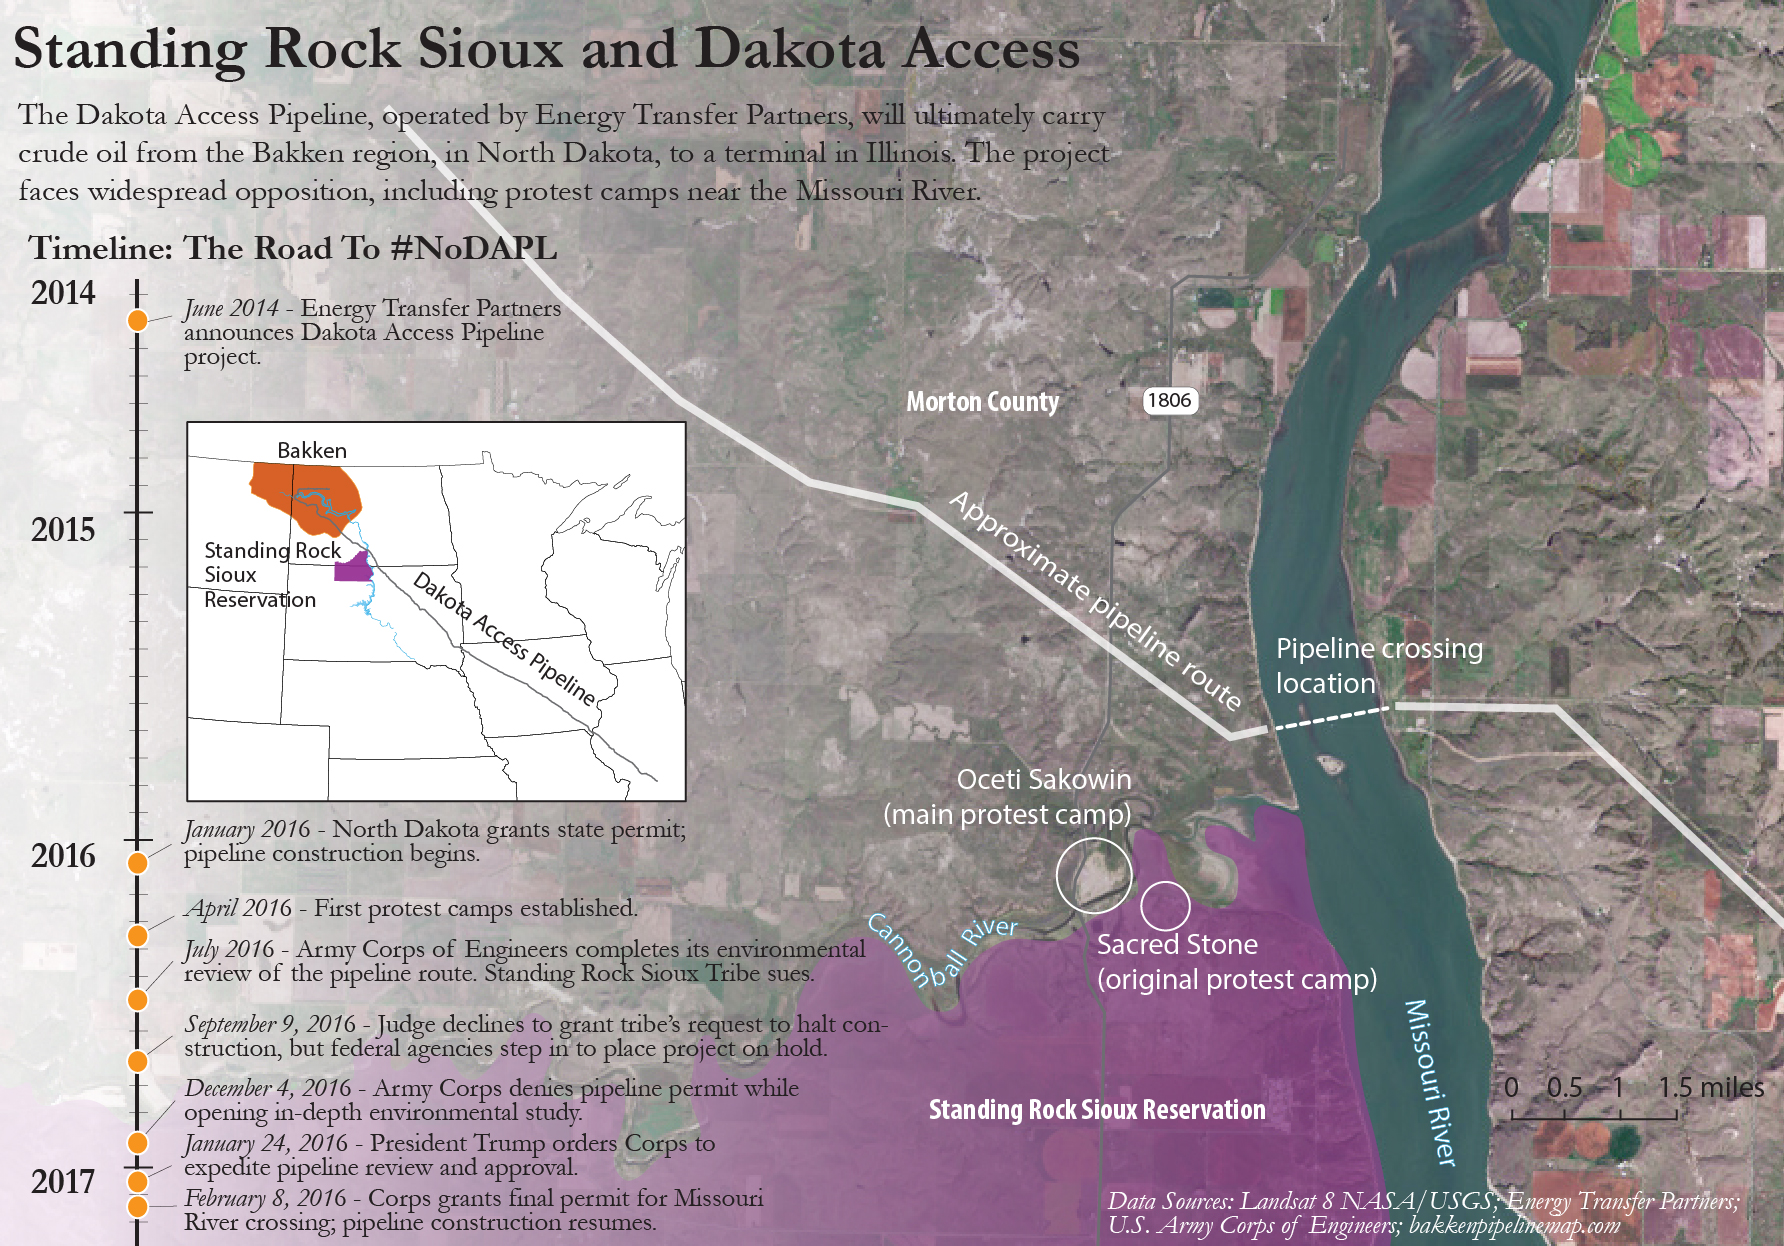 Standing Rock Sioux and Dakota Access
The Dakota Access Pipeline, operated by Energy Transfer Partners, will ultimately carry
crude oil from the Bakken region, in North Dakota, to a terminal in Illinois. The project
faces widespread opposition, including protest camps near the Missouri River.
Timeline: The Road To #NoDAPL
2014
June 2014 - Energy Transfer Partners
announces Dakota Access Pipeline
project.
Bakken
Standing Rock
Sioux
Reservation
Dakota Access Pipeline
2015
January 2016 - North Dakota grants state permit;
pipeline construction begins.
2016
April 2016 - First protest camps established.
July 2016 - Army Corps of Engineers completes its environmental
review of the pipeline route. Standing Rock Sioux Tribe sues.
September 9, 2016 - Judge declines to grant tribe's request to halt con-
struction, but federal agencies step in to place project on hold.
December 4, 2016 - Army Corps denies pipeline permit while
opening in-depth environmental study.
January 24, 2016 - President Trump orders Corps to
expedite pipeline review and approval.
2017
February 8, 2016 - Corps grants final permit for Missouri
River crossing; pipeline construction resumes.
Morton County
1806
Approximate pipeline route
Pipeline crossing
location
Oceti Sakowin
(main protest camp)
Cannonball River
Sacred Stone
(original protest camp)
Missouri River
Standing Rock Sioux Reservation
0 0.5 1 1.5 miles
Data Sources: Landsat 8 NASA/USGS; Energy Transfer Partners;
U.S. Army Corps of Engineers; bakkenpipelinemap.com